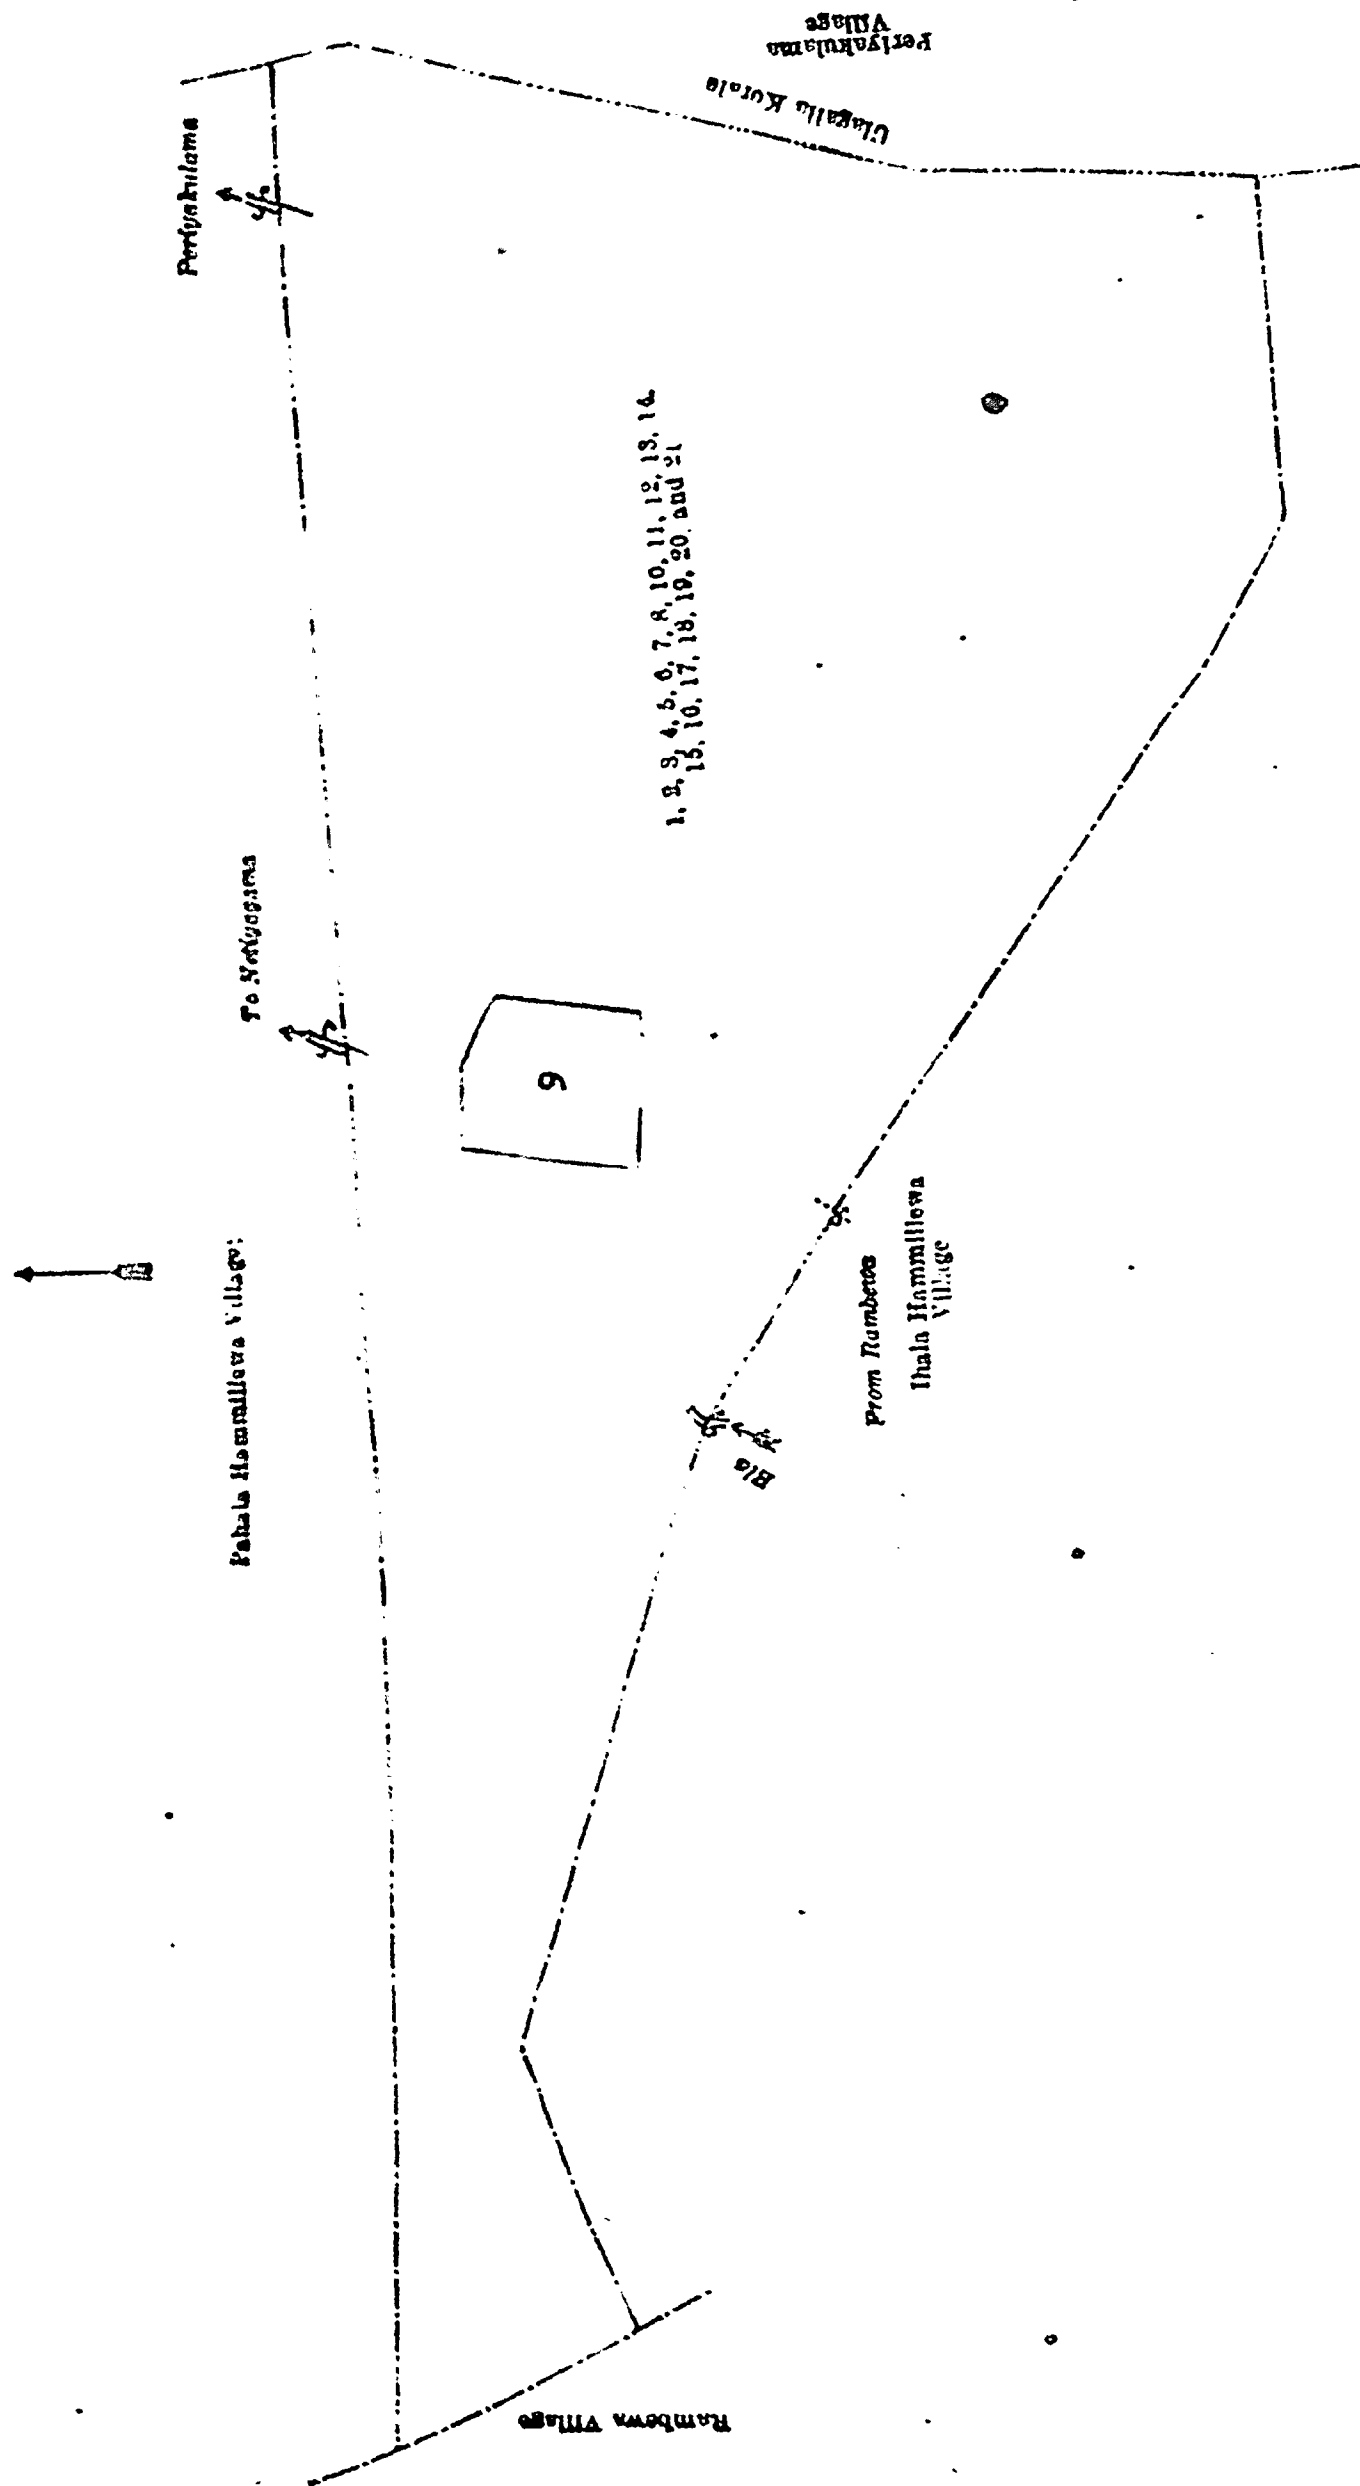 Periyakulama
Village
Ulagalla Korale
Periyakulama
1, 2, 3, 4, 5, 6, 7, 8, 10, 11, 12, 13, 14,
15, 16, 17, 18, 19, 20, and 21
To
9
Pahala Hammillewa Village
From Rambewa
Ihala Hammillewa
Village
Ela
Rambewa Village